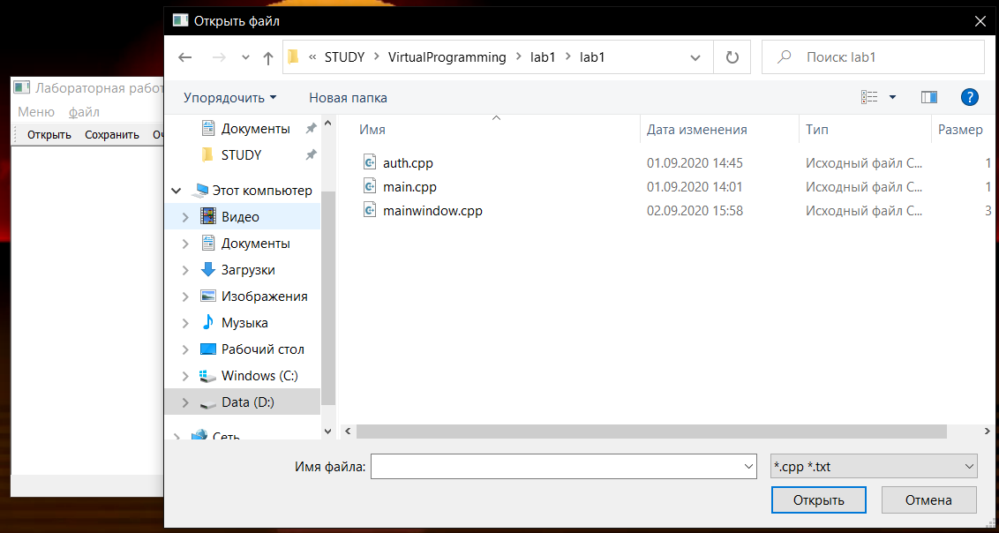 Открыть файл
« STUDY > VirtualProgramming > lab1 > lab1
Поиск: lab1
Лабораторная работ
Меню файл
Открыть Сохранить Оч
Упорядочить Новая папка
?
Имя Дата изменения Тип Размер
Документы
STUDY
Этот компьютер
Видео
Документы
Загрузки
Изображения
Музыка
Рабочий стол
Windows (C:)
Data (D:)
Сеть
auth.cpp 01.09.2020 14:45 Исходный файл C... 1
main.cpp 01.09.2020 14:01 Исходный файл C... 1
mainwindow.cpp 02.09.2020 15:58 Исходный файл C... 3
Имя файла:
*.cpp *.txt
Открыть Отмена